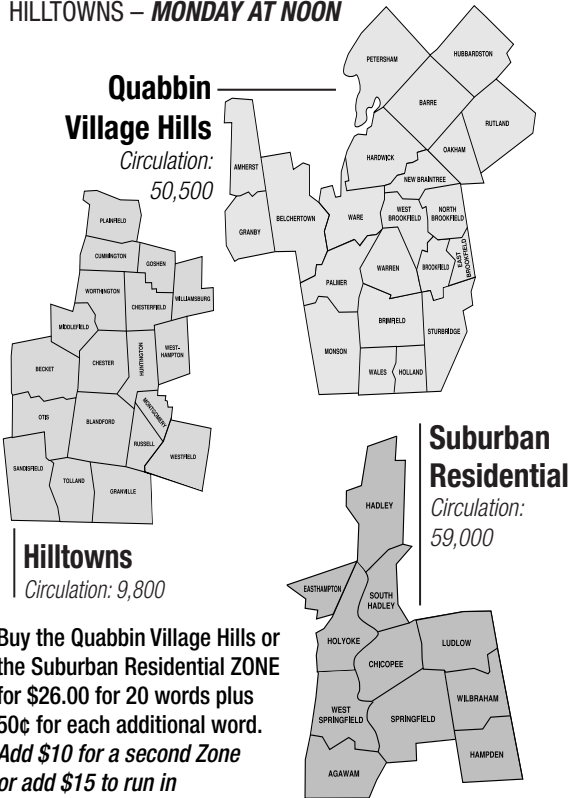 HILLTOWNS – MONDAY AT NOON
Quabbin
Village Hills
Circulation:
50,500
PETERSHAM
HUBBARDSTON
BARRE
RUTLAND
HARDWICK
OAKHAM
NEW BRAINTREE
AMHERST
BELCHERTOWN
GRANBY
WARE
WEST
BROOKFIELD
NORTH
BROOKFIELD
WARREN
BROOKFIELD
EAST
BROOKFIELD
PALMER
BRIMFIELD
STURBRIDGE
MONSON
WALES
HOLLAND
PLAINFIELD
CUMMINGTON
GOSHEN
WORTHINGTON
CHESTERFIELD
WILLIAMSBURG
MIDDLEFIELD
BECKET
CHESTER
HUNTINGTON
WEST-
HAMPTON
OTIS
BLANDFORD
MONTGOMERY
RUSSELL
WESTFIELD
SANDISFIELD
TOLLAND
GRANVILLE
Hilltowns
Circulation: 9,800
Suburban
Residential
Circulation:
59,000
HADLEY
EASTHAMPTON
SOUTH
HADLEY
HOLYOKE
LUDLOW
CHICOPEE
WEST
SPRINGFIELD
SPRINGFIELD
WILBRAHAM
HAMPDEN
AGAWAM
Buy the Quabbin Village Hills or
the Suburban Residential ZONE
for $26.00 for 20 words plus
50¢ for each additional word.
Add $10 for a second Zone
or add $15 to run in